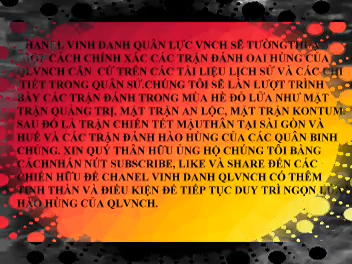 CHANEL VINH DANH QUÂN LỰC VNCH SẼ TƯỜNGTHUẬT
MỘT CÁCH CHÍNH XÁC CÁC TRẬN ĐÁNH OAI HÙNG CỦA
QLVNCH CĂN CỨ TRÊN CÁC TÀI LIỆU LỊCH SỬ VÀ CÁC CHI
TIẾT TRONG QUÂN SỬ.CHÚNG TÔI SẼ LẦN LƯỢT TRÌNH
BÀY CÁC TRẬN ĐÁNH TRONG MÙA HÈ ĐỎ LỬA NHƯ MẶT
TRẬN QUẢNG TRỊ, MẶT TRẬN AN LỘC, MẶT TRẬN KONTUM
SAU ĐÓ LÀ TRẬN CHIẾN TẾT MẬUTHÂN TẠI SÀI GÒN VÀ
HUẾ VÀ CÁC TRẬN ĐÁNH HÀO HÙNG CỦA CÁC QUÂN BINH
CHỦNG. XIN QUÝ THÂN HỮU ỦNG HỘ CHÚNG TÔI BẰNG
CÁCHNHẤN NÚT SUBSCRIBE, LIKE VÀ SHARE ĐẾN CÁC
CHIẾN HỮU ĐỂ CHANEL VINH DANH QLVNCH CÓ THÊM
TINH THẦN VÀ ĐIỀU KIỆN ĐỂ TIẾP TỤC DUY TRÌ NGỌN LỬA
HÀO HÙNG CỦA QLVNCH.